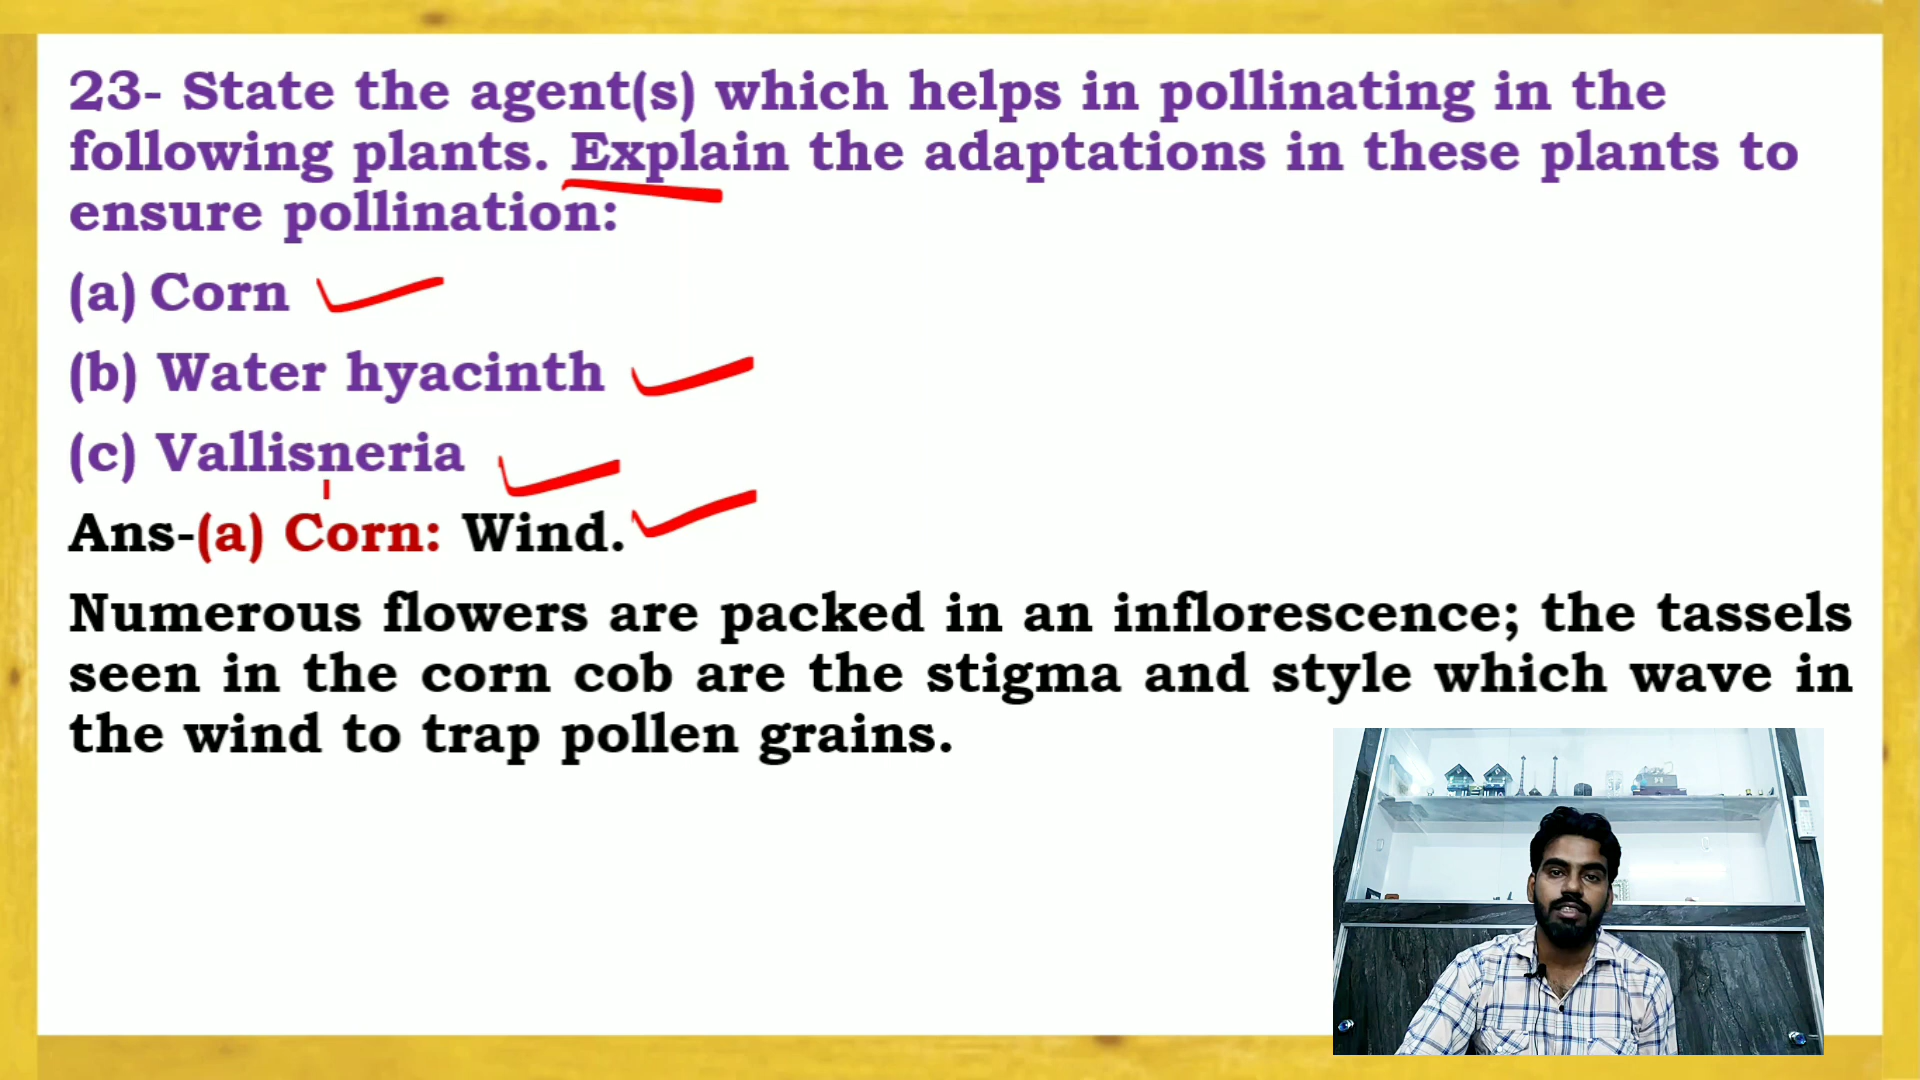 23- State the agent(s) which helps in pollinating in the
following plants. Explain the adaptations in these plants to
ensure pollination:
(a) Corn
(b) Water hyacinth
(c) Vallisneria
Ans-(a) Corn: Wind.
Numerous flowers are packed in an inflorescence; the tassels
seen in the corn cob are the stigma and style which wave in
the wind to trap pollen grains.